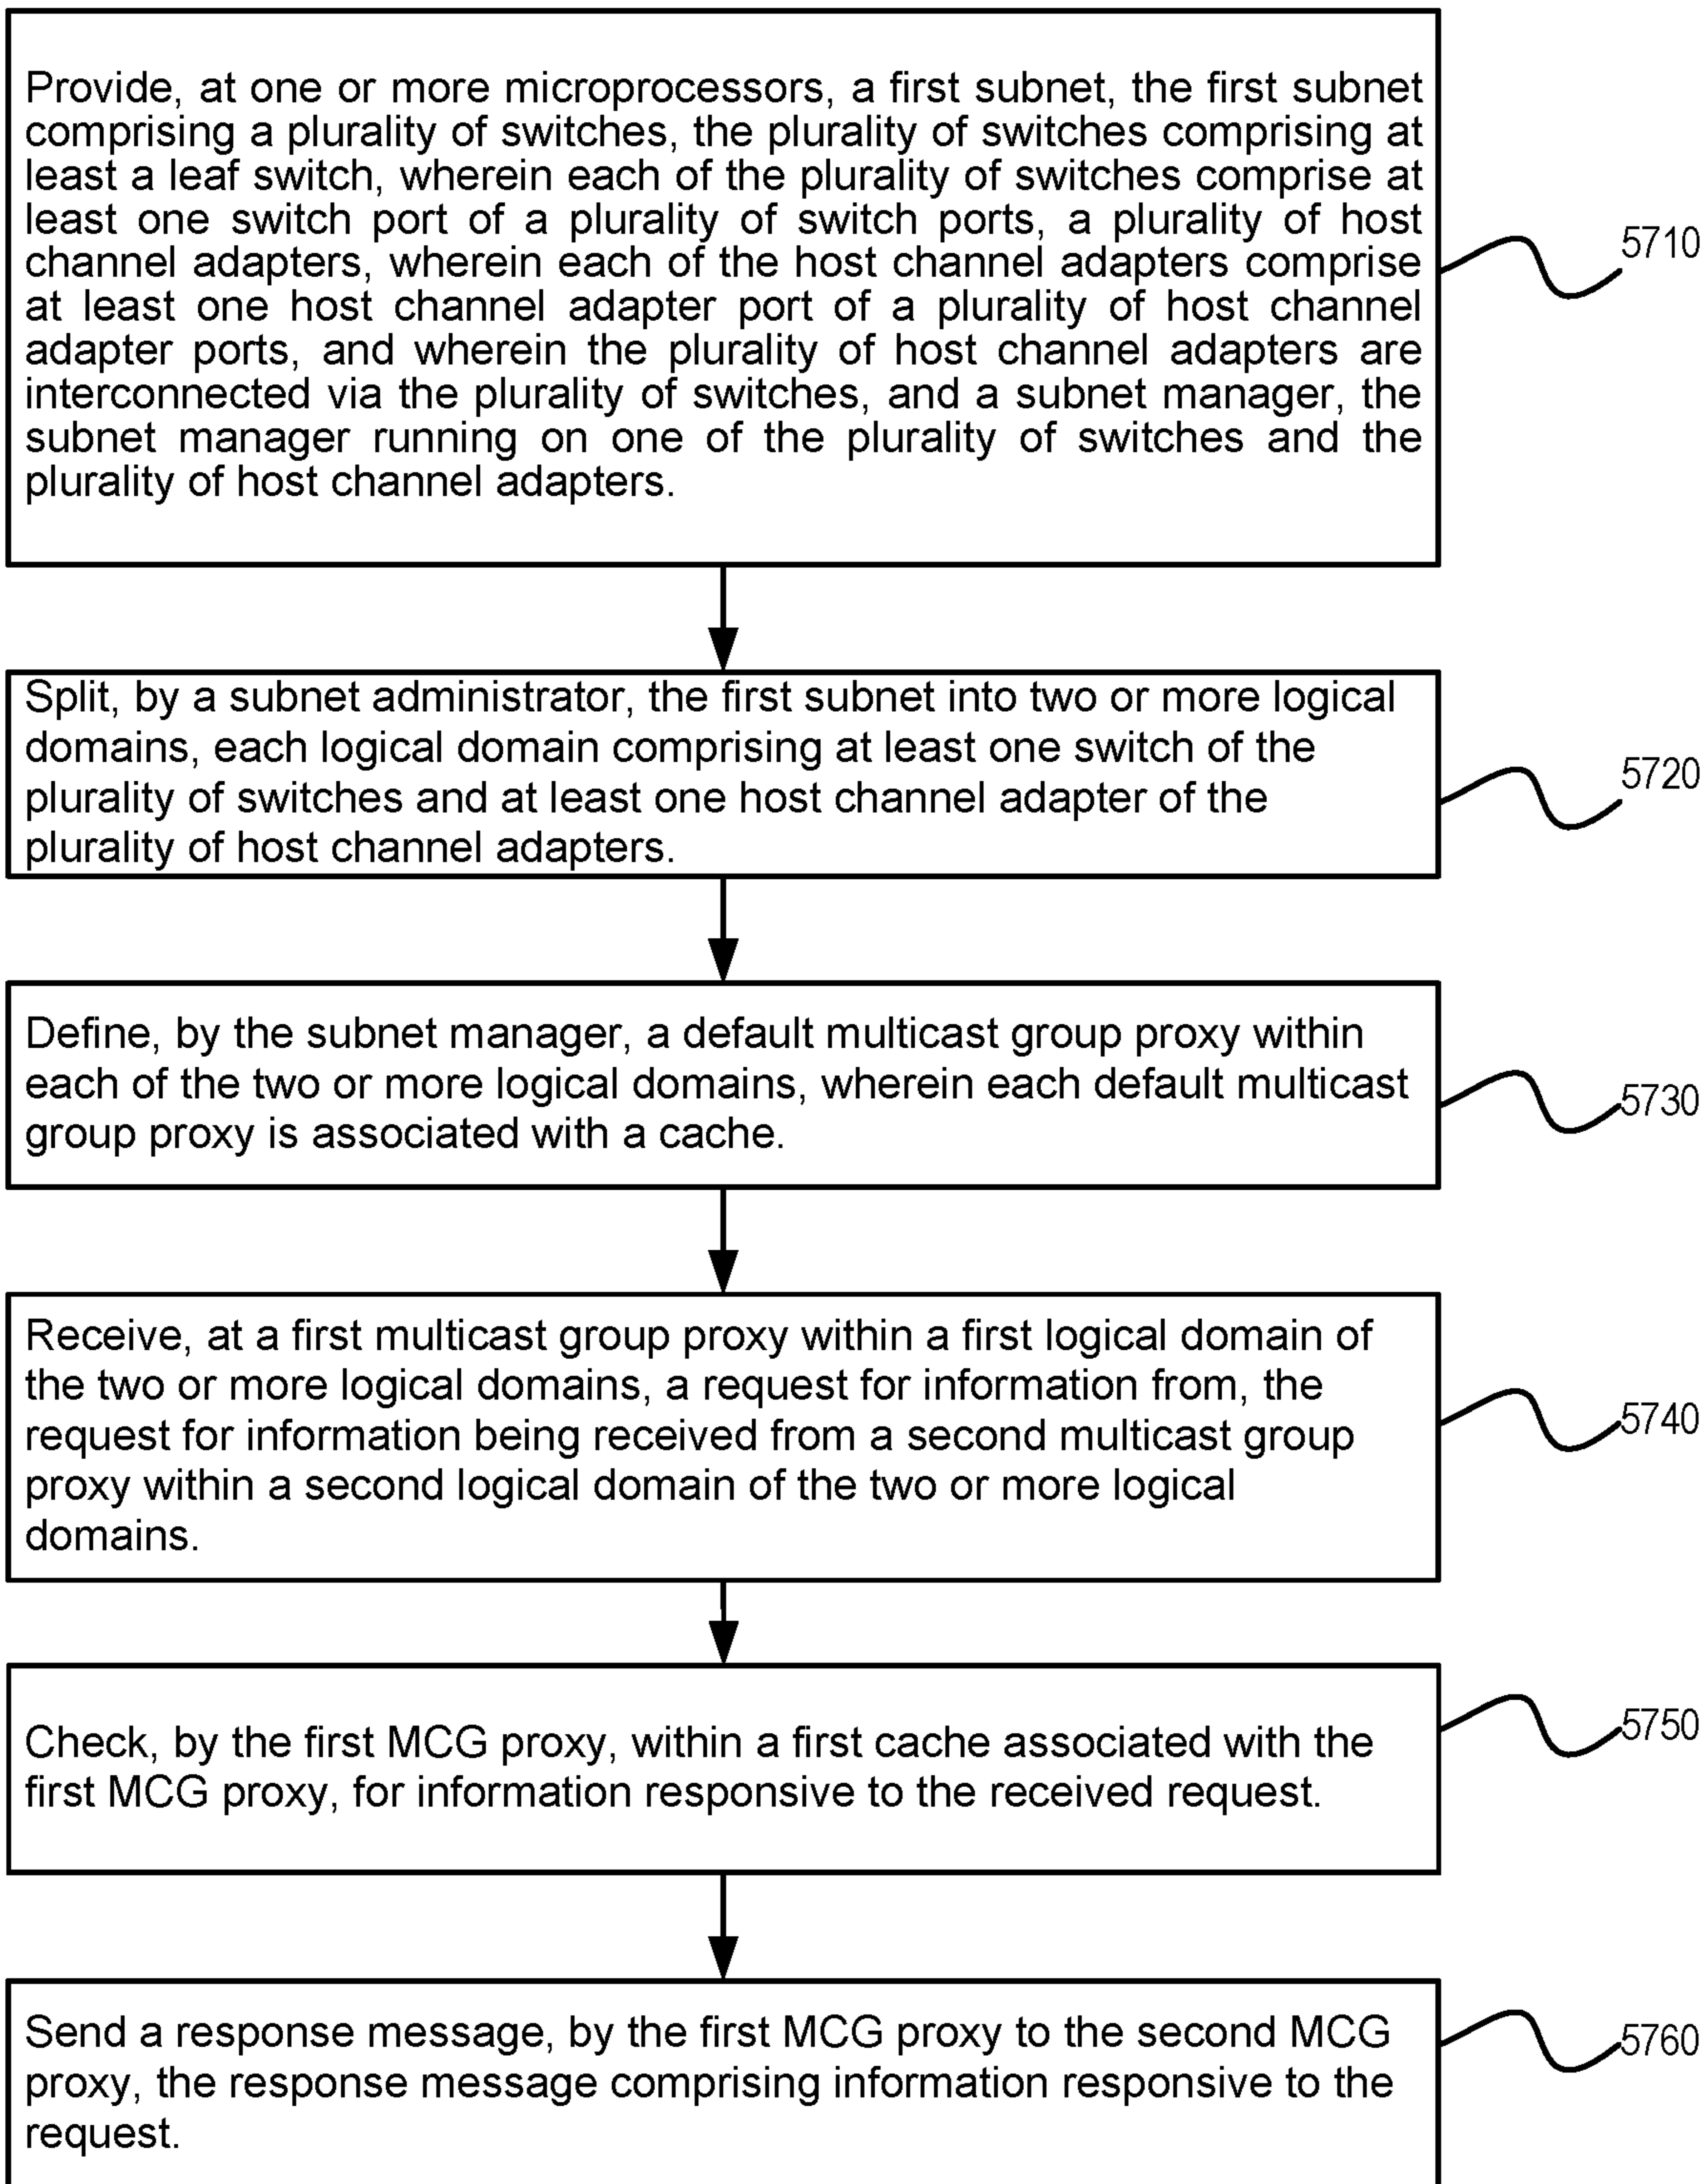 Provide, at one or more microprocessors, a first subnet, the first subnet
comprising a plurality of switches, the plurality of switches comprising at
least a leaf switch, wherein each of the plurality of switches comprise at
least one switch port of a plurality of switch ports, a plurality of host
channel adapters, wherein each of the host channel adapters comprise
at least one host channel adapter port of a plurality of host channel
adapter ports, and wherein the plurality of host channel adapters are
interconnected via the plurality of switches, and a subnet manager, the
subnet manager running on one of the plurality of switches and the
plurality of host channel adapters.
5710
Split, by a subnet administrator, the first subnet into two or more logical
domains, each logical domain comprising at least one switch of the
plurality of switches and at least one host channel adapter of the
plurality of host channel adapters.
5720
Define, by the subnet manager, a default multicast group proxy within
each of the two or more logical domains, wherein each default multicast
group proxy is associated with a cache.
5730
Receive, at a first multicast group proxy within a first logical domain of
the two or more logical domains, a request for information from, the
request for information being received from a second multicast group
proxy within a second logical domain of the two or more logical
domains.
5740
Check, by the first MCG proxy, within a first cache associated with the
first MCG proxy, for information responsive to the received request.
5750
Send a response message, by the first MCG proxy to the second MCG
proxy, the response message comprising information responsive to the
request.
5760